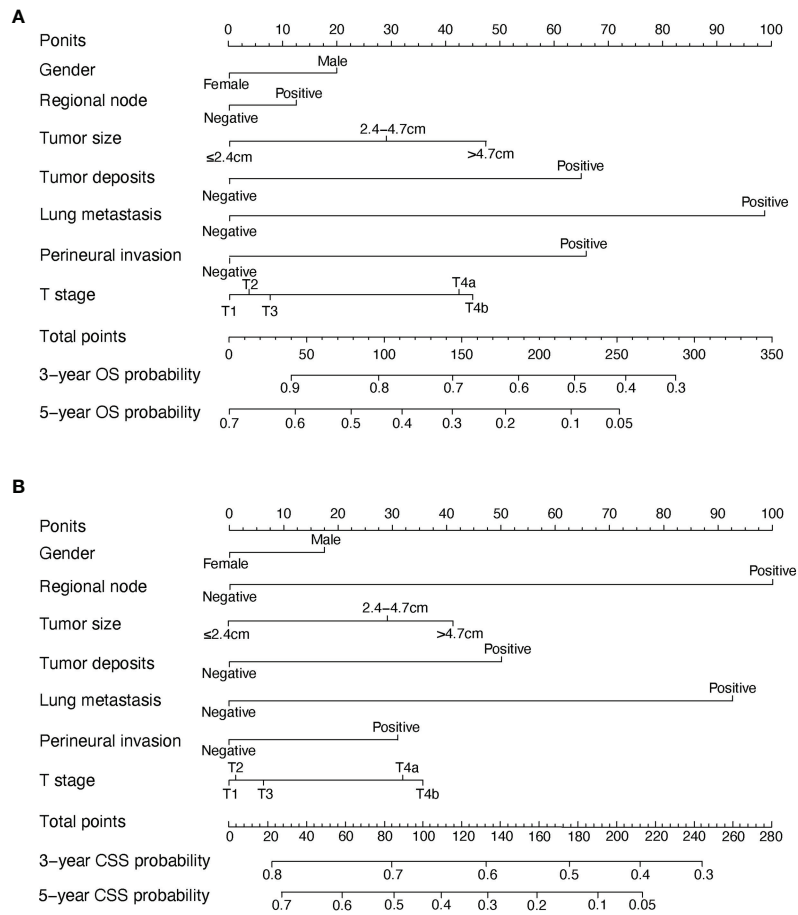 A
0 10 20 30 40 50 60 70 80 90 100
Ponits
Male
Gender
Female
Positive
Regional node
Negative
2.4−4.7cm
Tumor size
≤2.4cm >4.7cm
Positive
Tumor deposits
Negative
Positive
Lung metastasis
Negative
Positive
Perineural invasion
Negative
T2 T4a
T stage
T1 T3 T4b
Total points
0 50 100 150 200 250 300 350
3−year OS probability
0.9 0.8 0.7 0.6 0.5 0.4 0.3
5−year OS probability
0.7 0.6 0.5 0.4 0.3 0.2 0.1 0.05
B
0 10 20 30 40 50 60 70 80 90 100
Ponits
Male
Gender
Female
Positive
Regional node
Negative
2.4−4.7cm
Tumor size
≤2.4cm >4.7cm
Positive
Tumor deposits
Negative
Positive
Lung metastasis
Negative
Positive
Perineural invasion
Negative
T2 T4a
T stage
T1 T3 T4b
Total points
0 20 40 60 80 100 120 140 160 180 200 220 240 260 280
3−year CSS probability
0.8 0.7 0.6 0.5 0.4 0.3
5−year CSS probability
0.7 0.6 0.5 0.4 0.3 0.2 0.1 0.05